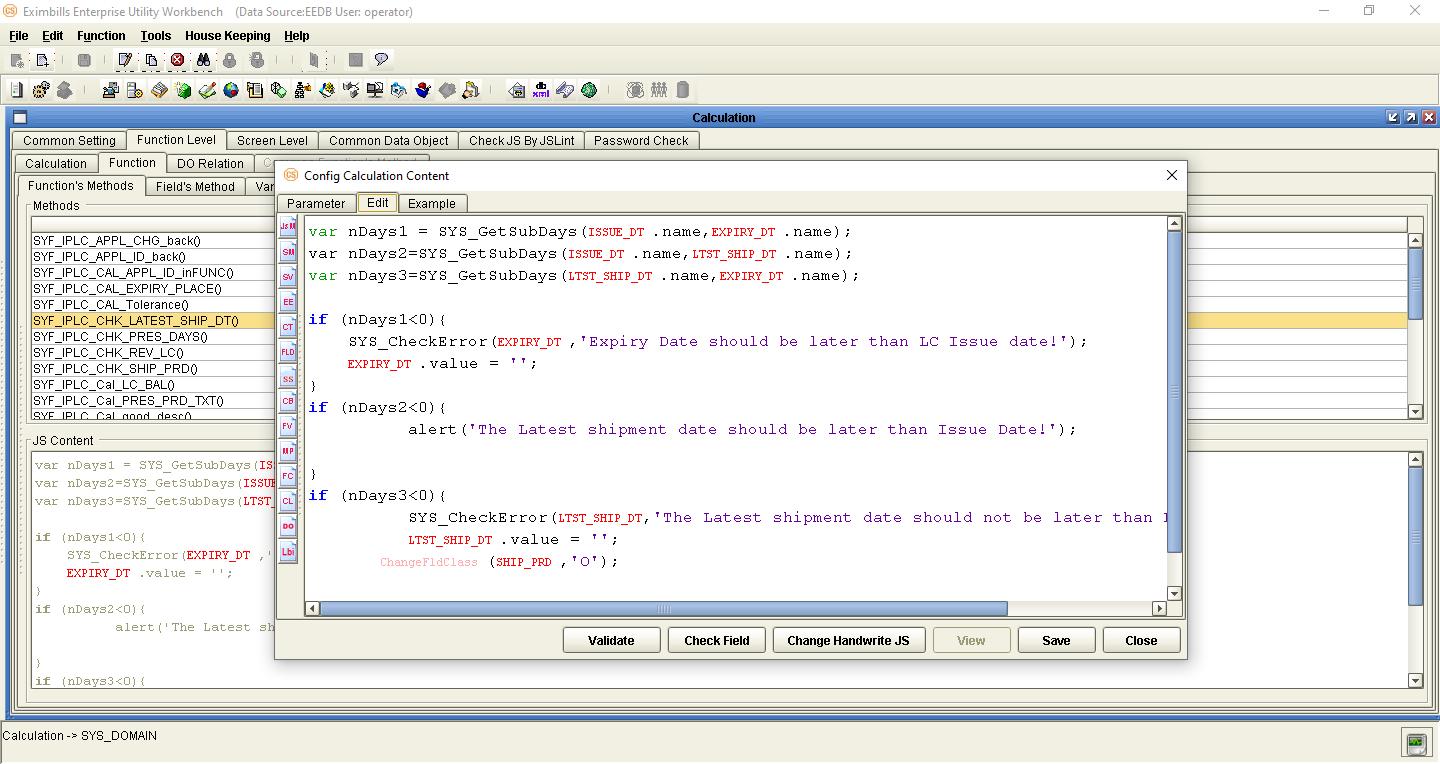 CS Eximbills Enterprise Utility Workbench (Data Source:EEDB User: operator)
File Edit Function Tools House Keeping Help
db
xml
Calculation
Common Setting Function Level Screen Level Common Data Object Check JS By JSLint Password Check
Calculation Function DO Relation
Function's Methods Field's Method Var
Methods
SYF_IPLC_APPL_CHG_back()
SYF_IPLC_APPL_ID_back()
SYF_IPLC_CAL_APPL_ID_inFUNC()
SYF_IPLC_CAL_EXPIRY_PLACE()
SYF_IPLC_CAL_Tolerance()
SYF_IPLC_CHK_LATEST_SHIP_DT()
SYF_IPLC_CHK_PRES_DAYS()
SYF_IPLC_CHK_REV_LC()
SYF_IPLC_CHK_SHIP_PRD()
SYF_IPLC_Cal_LC_BAL()
SYF_IPLC_Cal_PRES_PRD_TXT()
SYF_IPLC_Cal_good_desc()
JS Content
var nDays1 = SYS_GetSubDays(ISS
var nDays2=SYS_GetSubDays(ISSUE
var nDays3=SYS_GetSubDays(LTST_
if (nDays1<0){
SYS_CheckError(EXPIRY_DT ,'
EXPIRY_DT .value = '';
}
if (nDays2<0){
alert('The Latest sh
}
if (nDays3<0){
CS Config Calculation Content
Parameter Edit Example
JsM
SM
SV
EE
CT
FLD
SS
CB
FV
MP
FC
CL
DO
Lbi
var nDays1 = SYS_GetSubDays(ISSUE_DT .name,EXPIRY_DT .name);
var nDays2=SYS_GetSubDays(ISSUE_DT .name,LTST_SHIP_DT .name);
var nDays3=SYS_GetSubDays(LTST_SHIP_DT .name,EXPIRY_DT .name);
if (nDays1<0){
SYS_CheckError(EXPIRY_DT ,'Expiry Date should be later than LC Issue date!');
EXPIRY_DT .value = '';
}
if (nDays2<0){
alert('The Latest shipment date should be later than Issue Date!');
}
if (nDays3<0){
SYS_CheckError(LTST_SHIP_DT,'The Latest shipment date should not be later than
LTST_SHIP_DT .value = '';
ChangeFldClass (SHIP_PRD ,'O');
Validate Check Field Change Handwrite JS View Save Close
Calculation -> SYS_DOMAIN